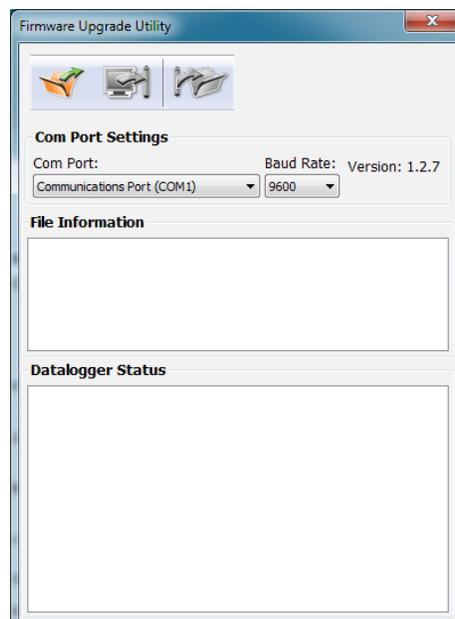 Firmware Upgrade Utility
Com Port Settings
Com Port:
Baud Rate:
Version: 1.2.7
Communications Port (COM1)
9600
File Information
Datalogger Status